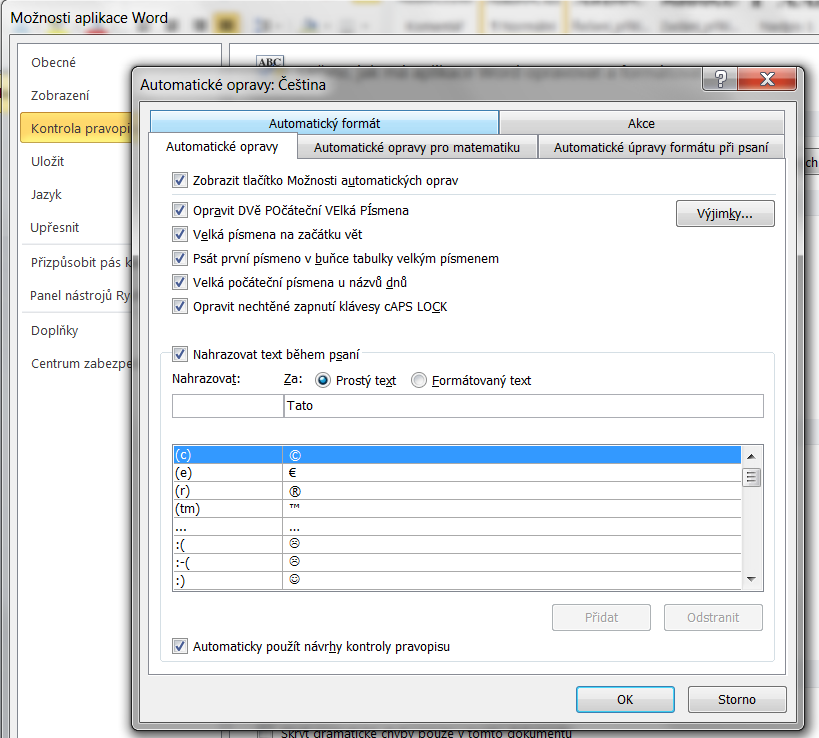 Možnosti aplikace Word
Obecné
Zobrazení
Kontrola pravopi
Uložit
Jazyk
Upřesnit
Přizpůsobit pás k
Panel nástrojů Ry
Doplňky
Centrum zabezpe
ABC
Automatické opravy: Čeština
Automatický formát
Akce
Automatické opravy
Automatické opravy pro matematiku
Automatické úpravy formátu při psaní
Zobrazit tlačítko Možnosti automatických oprav
Opravit DVě POčáteční VElká PÍsmena
Výjimky...
Velká písmena na začátku vět
Psát první písmeno v buňce tabulky velkým písmenem
Velká počáteční písmena u názvů dnů
Opravit nechtěné zapnutí klávesy cAPS LOCK
Nahrazovat text během psaní
Nahrazovat: Za: Prostý text Formátovaný text
Tato
(c) ©
(e) €
(r) ®
(tm) ™
... ...
:( ☹
:-( ☹
:) ☺
Přidat Odstranit
Automaticky použít návrhy kontroly pravopisu
OK Storno
Skrýt gramatické chyby pouze v tomto dokumentu